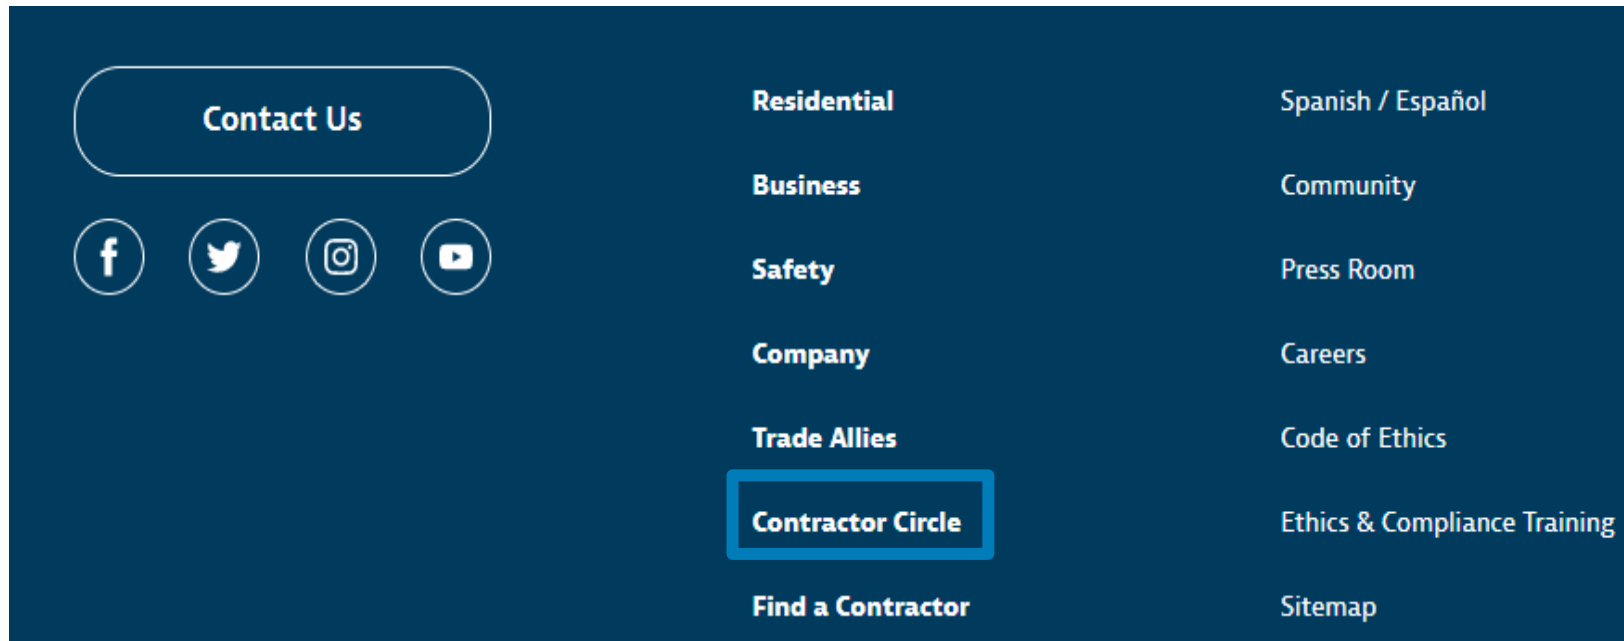 Contact Us
Residential
Business
Safety
Company
Trade Allies
Contractor Circle
Find a Contractor
Spanish / Español
Community
Press Room
Careers
Code of Ethics
Ethics & Compliance Training
Sitemap